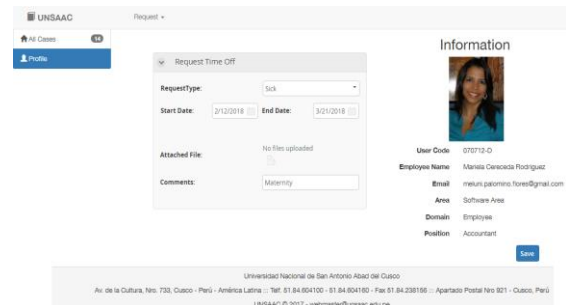 UNSAAC
Request
All Cases 14
Profile
Request Time Off
RequestType: Sick
Start Date: 2/12/2018 End Date: 3/21/2018
Attached File: No files uploaded
Comments: Maternity
Information
User Code 070712-D
Employee Name Mariela Cereceda Rodriguez
Email meluni.palomino.flores@gmail.com
Area Software Area
Domain Employee
Position Accountant
Save
Universidad Nacional de San Antonio Abad del Cusco
Av. de la Cultura, Nro. 733, Cusco - Perú - América Latina ::: Telf. 51.84.604100 - 51.84.604160 - Fax 51.84.238156 ::: Apartado Postal Nro 921 - Cusco, Perú
UNSAAC © 2017 - webmaster@unsaac.edu.pe